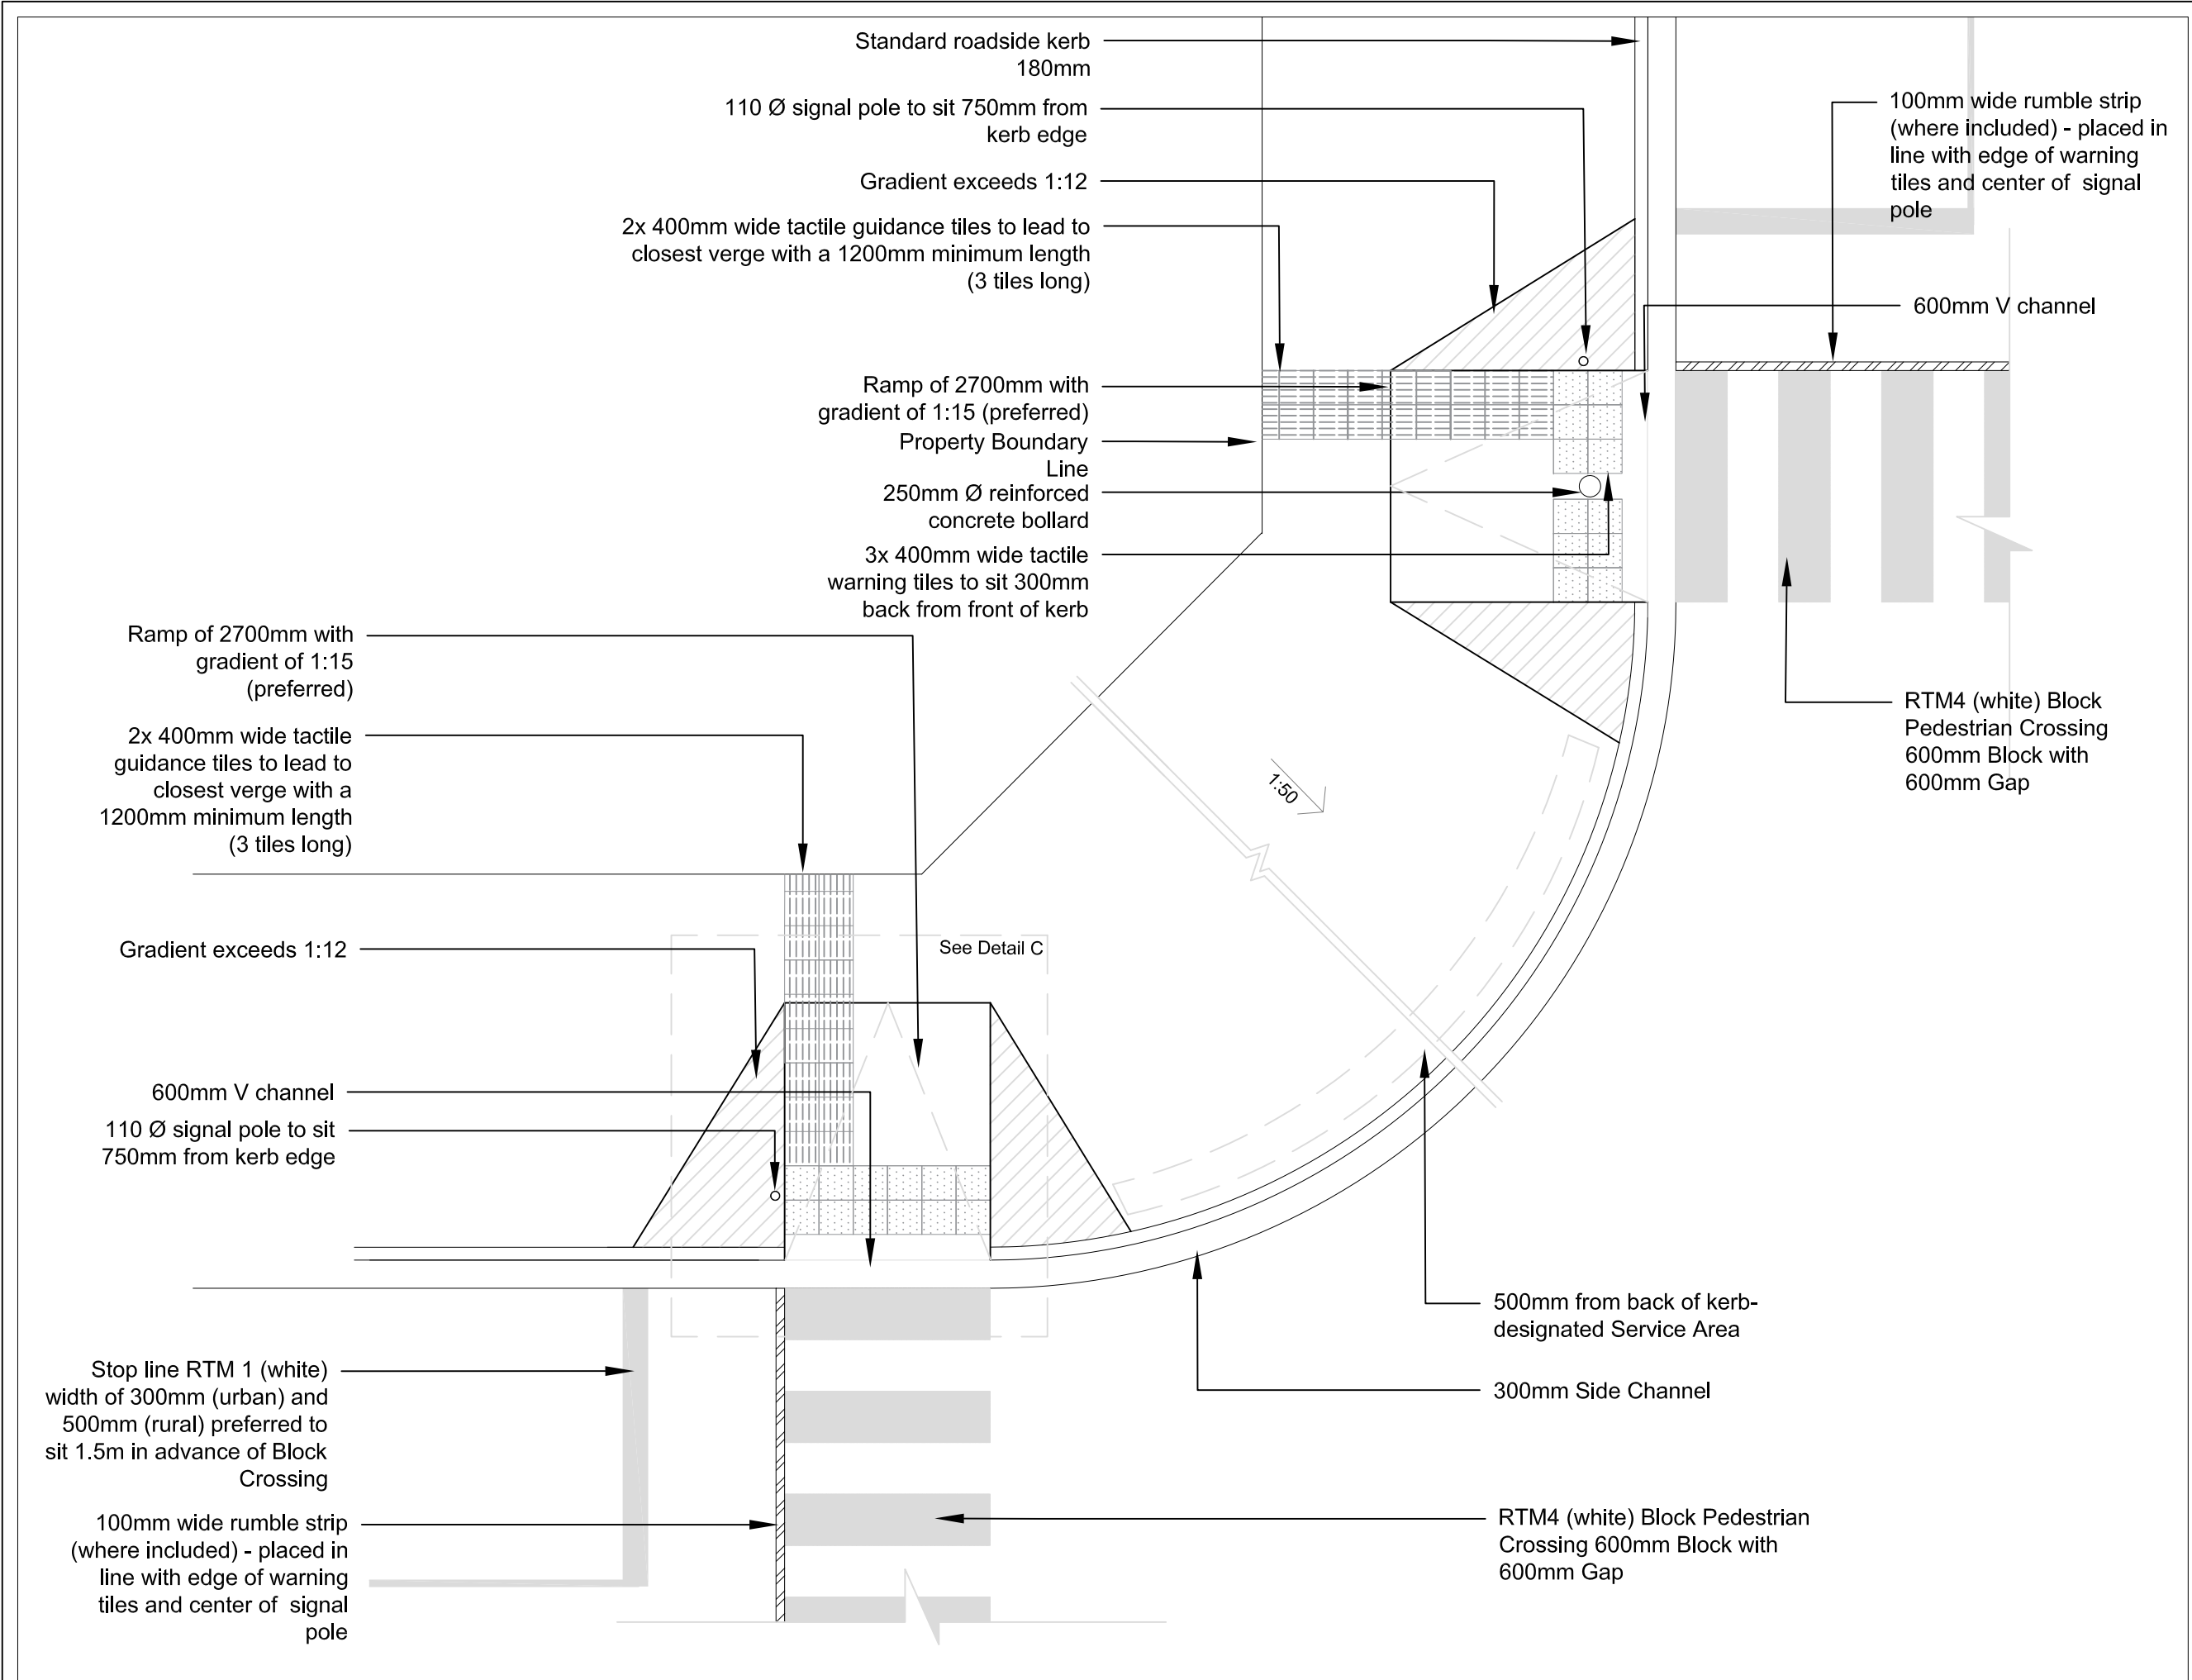 Standard roadside kerb
180mm
110 Ø signal pole to sit 750mm from
kerb edge
Gradient exceeds 1:12
2x 400mm wide tactile guidance tiles to lead to
closest verge with a 1200mm minimum length
(3 tiles long)
Ramp of 2700mm with
gradient of 1:15 (preferred)
Property Boundary
Line
250mm Ø reinforced
concrete bollard
3x 400mm wide tactile
warning tiles to sit 300mm
back from front of kerb
100mm wide rumble strip
(where included) - placed in
line with edge of warning
tiles and center of signal
pole
600mm V channel
RTM4 (white) Block
Pedestrian Crossing
600mm Block with
600mm Gap
1:50
Ramp of 2700mm with
gradient of 1:15
(preferred)
2x 400mm wide tactile
guidance tiles to lead to
closest verge with a
1200mm minimum length
(3 tiles long)
Gradient exceeds 1:12
See Detail C
600mm V channel
110 Ø signal pole to sit
750mm from kerb edge
Stop line RTM 1 (white)
width of 300mm (urban) and
500mm (rural) preferred to
sit 1.5m in advance of Block
Crossing
100mm wide rumble strip
(where included) - placed in
line with edge of warning
tiles and center of signal
pole
500mm from back of kerb-
designated Service Area
300mm Side Channel
RTM4 (white) Block Pedestrian
Crossing 600mm Block with
600mm Gap